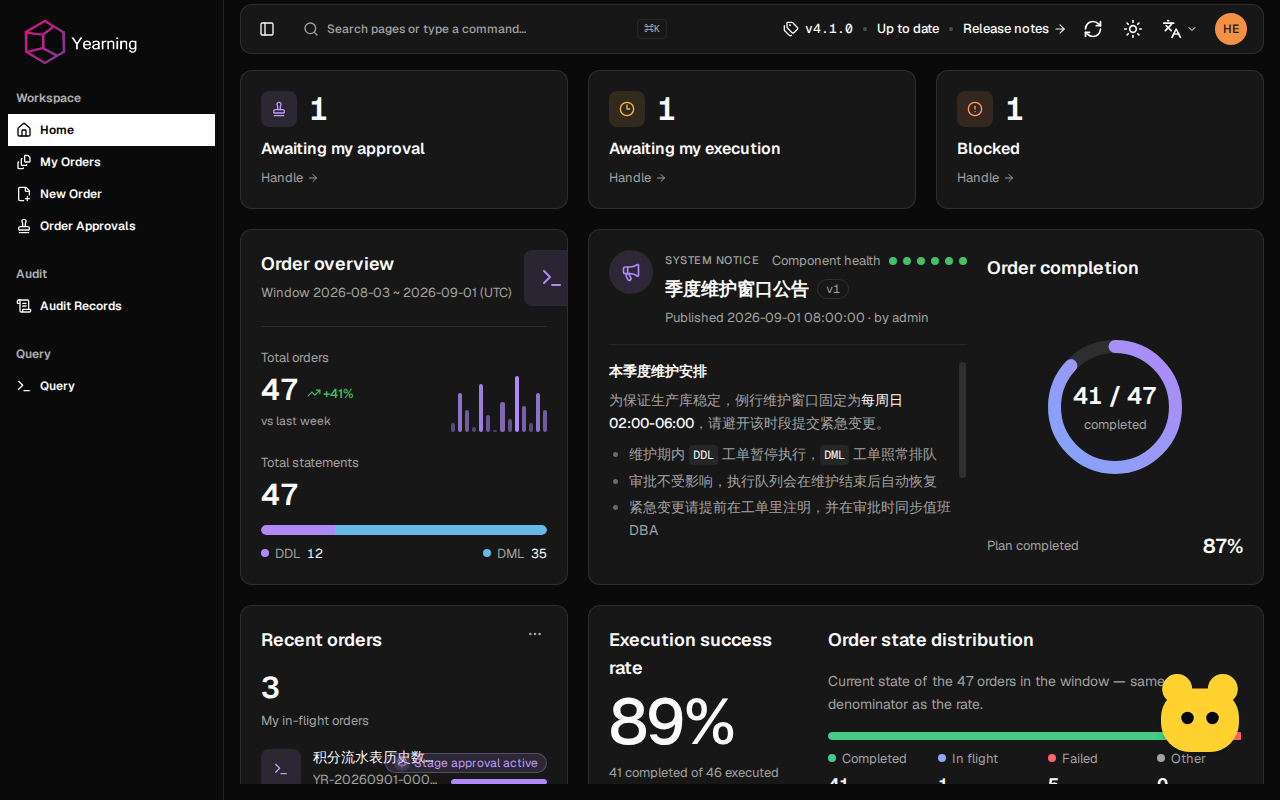 Yearning
Workspace
Home
My Orders
New Order
Order Approvals
Audit
Audit Records
Query
Query
Search pages or type a command...
⌘K
v4.1.0
Up to date
Release notes →
HE
1
Awaiting my approval
Handle →
1
Awaiting my execution
Handle →
1
Blocked
Handle →
Order overview
Window 2026-08-03 ~ 2026-09-01 (UTC)
Total orders
47 +41%
vs last week
Total statements
47
DDL 12
DML 35
SYSTEM NOTICE Component health
季度维护窗口公告 v1
Published 2026-09-01 08:00:00 · by admin
本季度维护安排
为保证生产库稳定，例行维护窗口固定为每周日
02:00-06:00，请避开该时段提交紧急变更。
维护期内 DDL 工单暂停执行，DML 工单照常排队
审批不受影响，执行队列会在维护结束后自动恢复
紧急变更请提前在工单里注明，并在审批时同步值班
DBA
Order completion
41 / 47
completed
Plan completed 87%
Recent orders
3
My in-flight orders
积分流水表历史数...
Stage approval active
YR-20260901-000...
Execution success
rate
89%
41 completed of 46 executed
Order state distribution
Current state of the 47 orders in the window — same
denominator as the rate.
Completed
In flight
Failed
Other
41
1
5
0